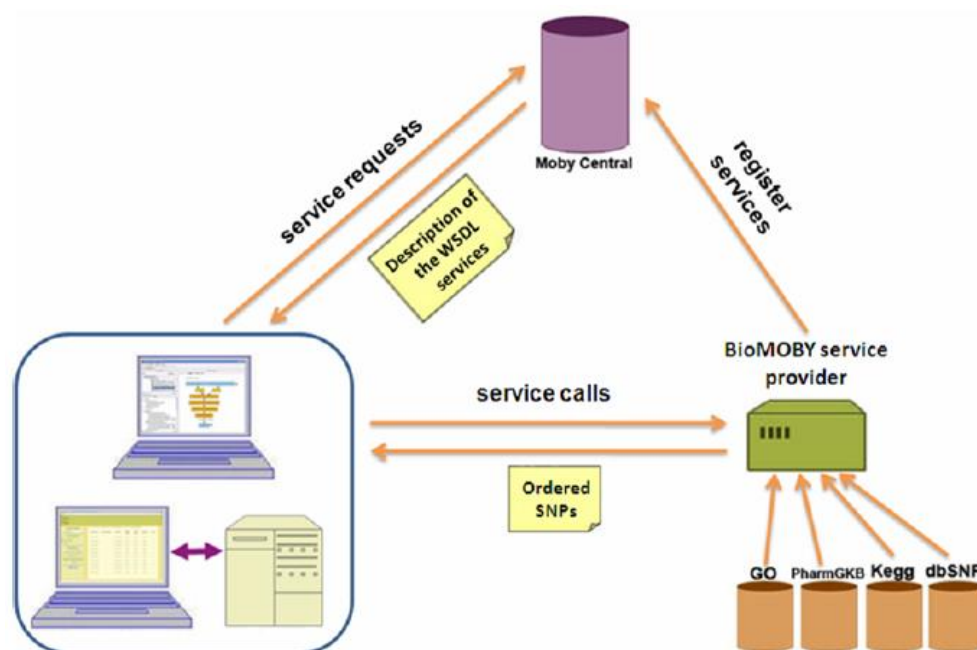 Moby Central
service requests
register
services
Description of
the WSDL
services
BioMOBY service
provider
service calls
Ordered
SNPs
GO PharmGKB Kegg dbSNP